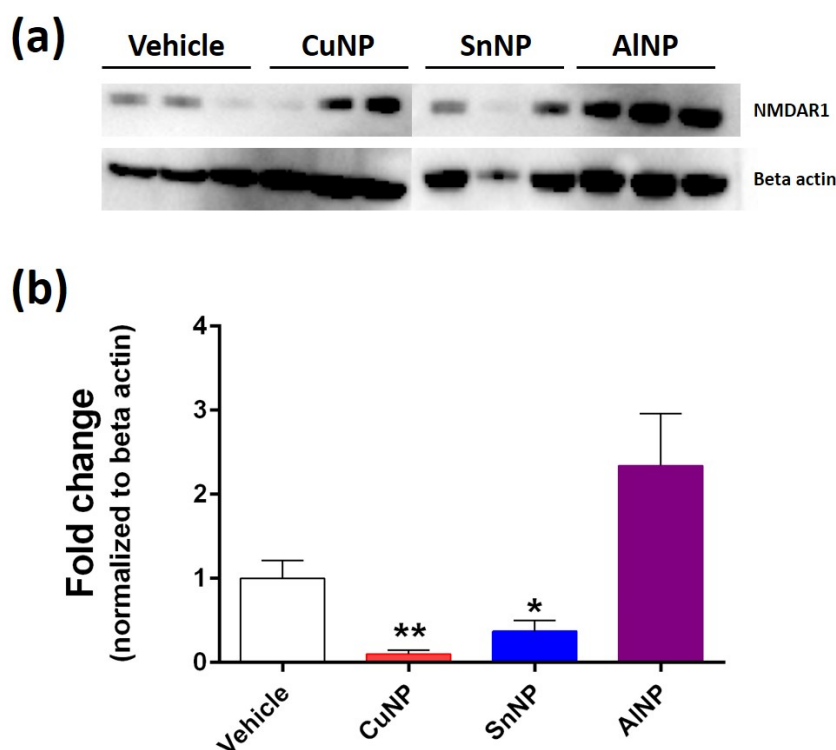 (a)
Vehicle CuNP SnNP AlNP
NMDAR1
Beta actin
(b)
Fold change
(normalized to beta actin)
4
3
2
1
0
**
*
Vehicle CuNP SnNP AlNP